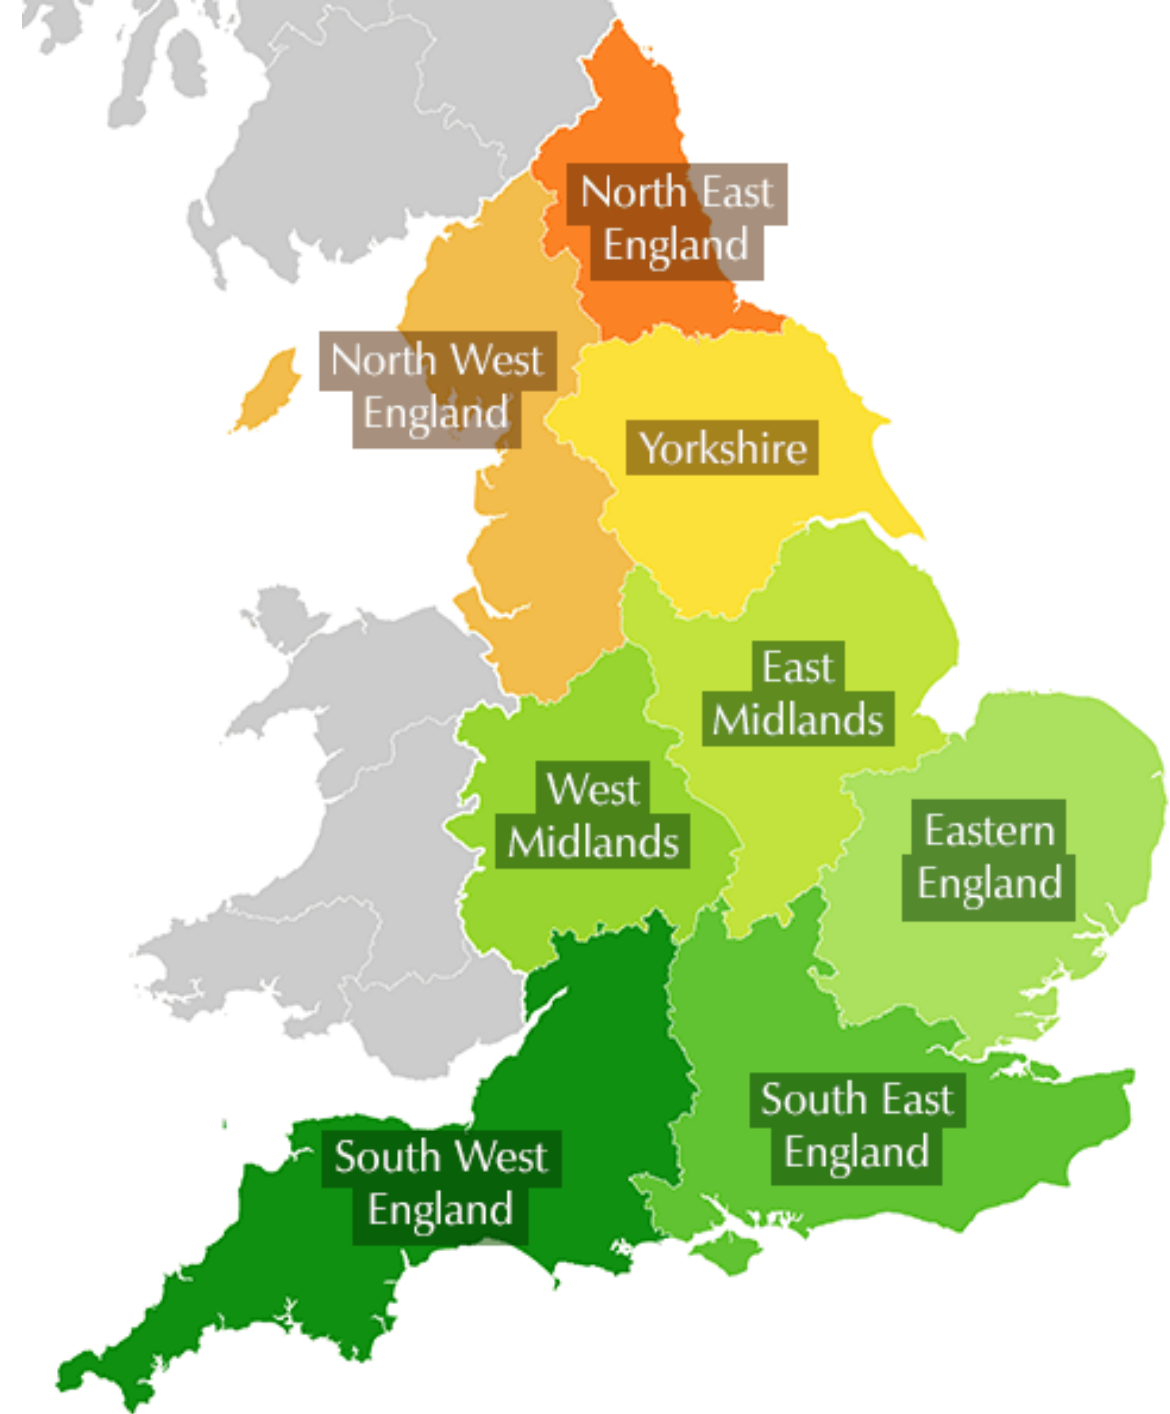 North East
England
North West
England
Yorkshire
East
Midlands
West
Midlands
Eastern
England
South East
England
South West
England